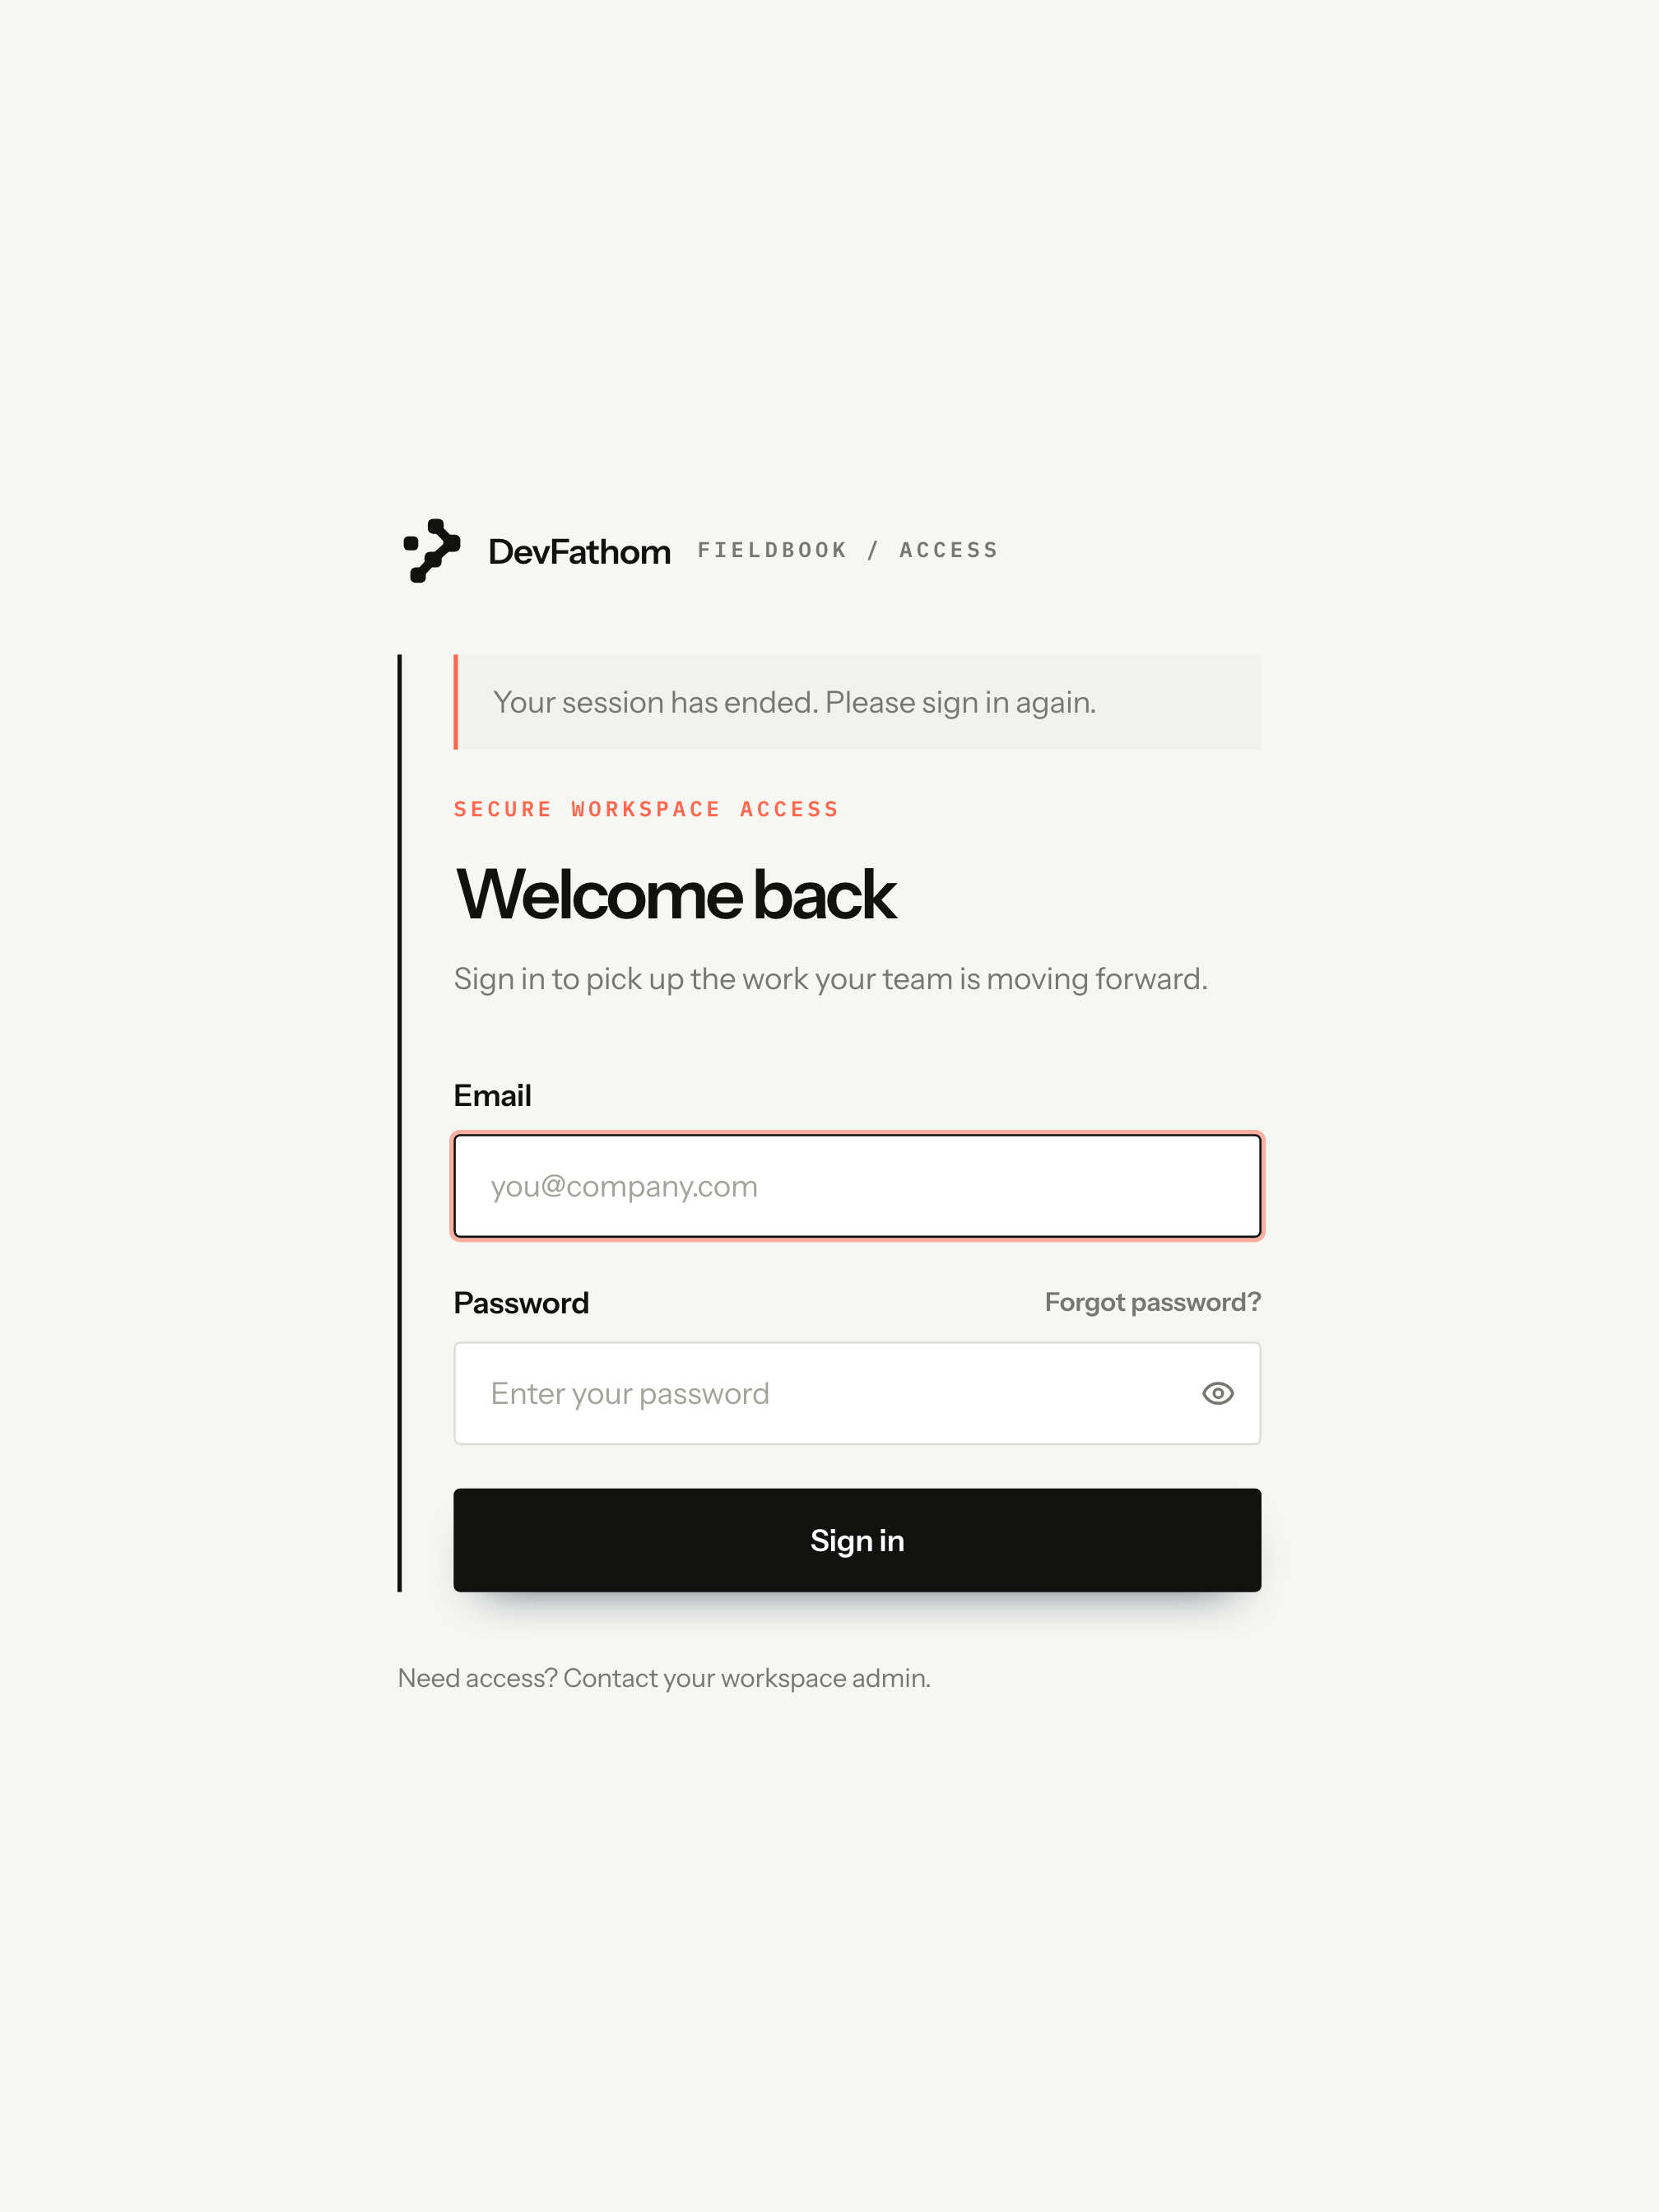 DevFathom FIELDBOOK / ACCESS
Your session has ended. Please sign in again.
SECURE WORKSPACE ACCESS
Welcome back
Sign in to pick up the work your team is moving forward.
Email
you@company.com
Password Forgot password?
Enter your password
Sign in
Need access? Contact your workspace admin.